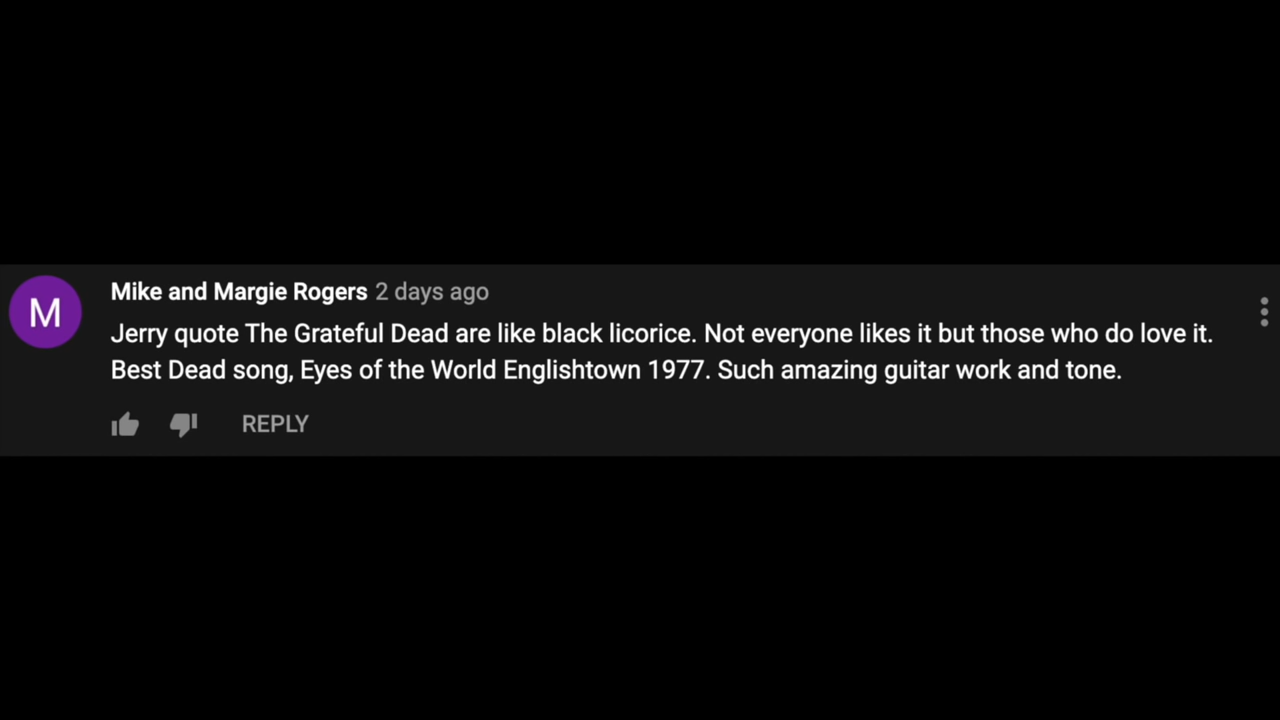 M
Mike and Margie Rogers 2 days ago
Jerry quote The Grateful Dead are like black licorice. Not everyone likes it but those who do love it.
Best Dead song, Eyes of the World Englishtown 1977. Such amazing guitar work and tone.
REPLY